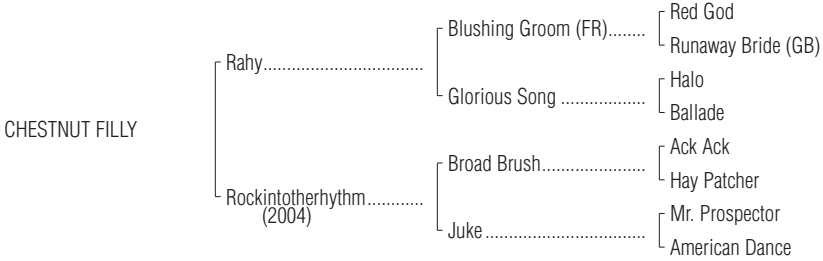 Red God
Blushing Groom (FR)........
Runaway Bride (GB)
Rahy.................................
Halo
Glorious Song ..................
Ballade
CHESTNUT FILLY
Ack Ack
Broad Brush......................
Hay Patcher
Rockintotherhythm............
(2004)
Mr. Prospector
Juke..................................
American Dance